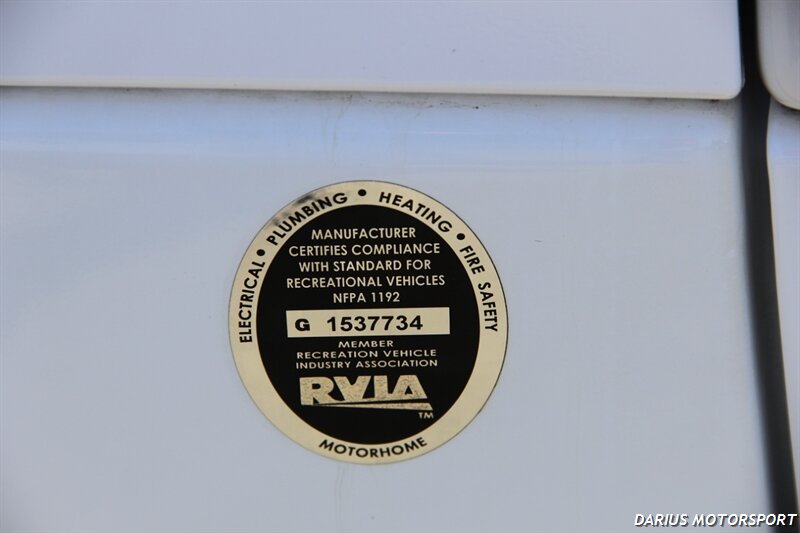 ELECTRICAL • PLUMBING • HEATING • FIRE SAFETY
MANUFACTURER
CERTIFIES COMPLIANCE
WITH STANDARD FOR
RECREATIONAL VEHICLES
NFPA 1192
G 1537734
MEMBER
RECREATION VEHICLE
INDUSTRY ASSOCIATION
RVIA
TM
MOTORHOME
DARIUS MOTORSPORT